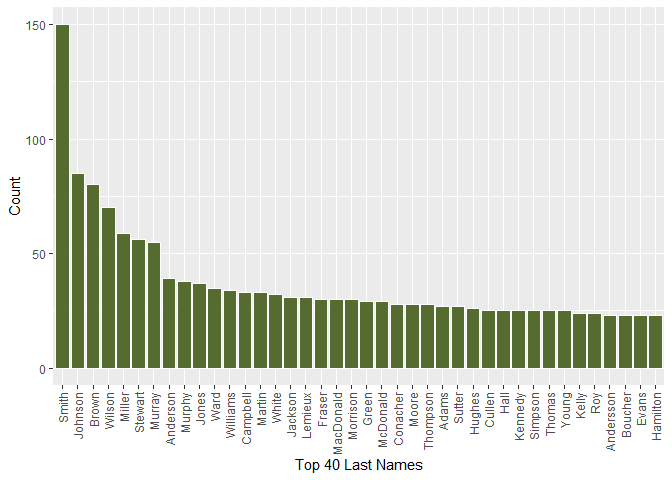 150
100
50
0
Count
Smith
Johnson
Brown
Wilson
Miller
Stewart
Murray
Anderson
Murphy
Jones
Ward
Williams
Campbell
Martin
White
Jackson
Lemieux
Fraser
MacDonald
Morrison
Green
McDonald
Conacher
Moore
Thompson
Adams
Sutter
Hughes
Cullen
Hall
Kennedy
Simpson
Thomas
Young
Kelly
Roy
Andersson
Boucher
Evans
Hamilton
Top 40 Last Names